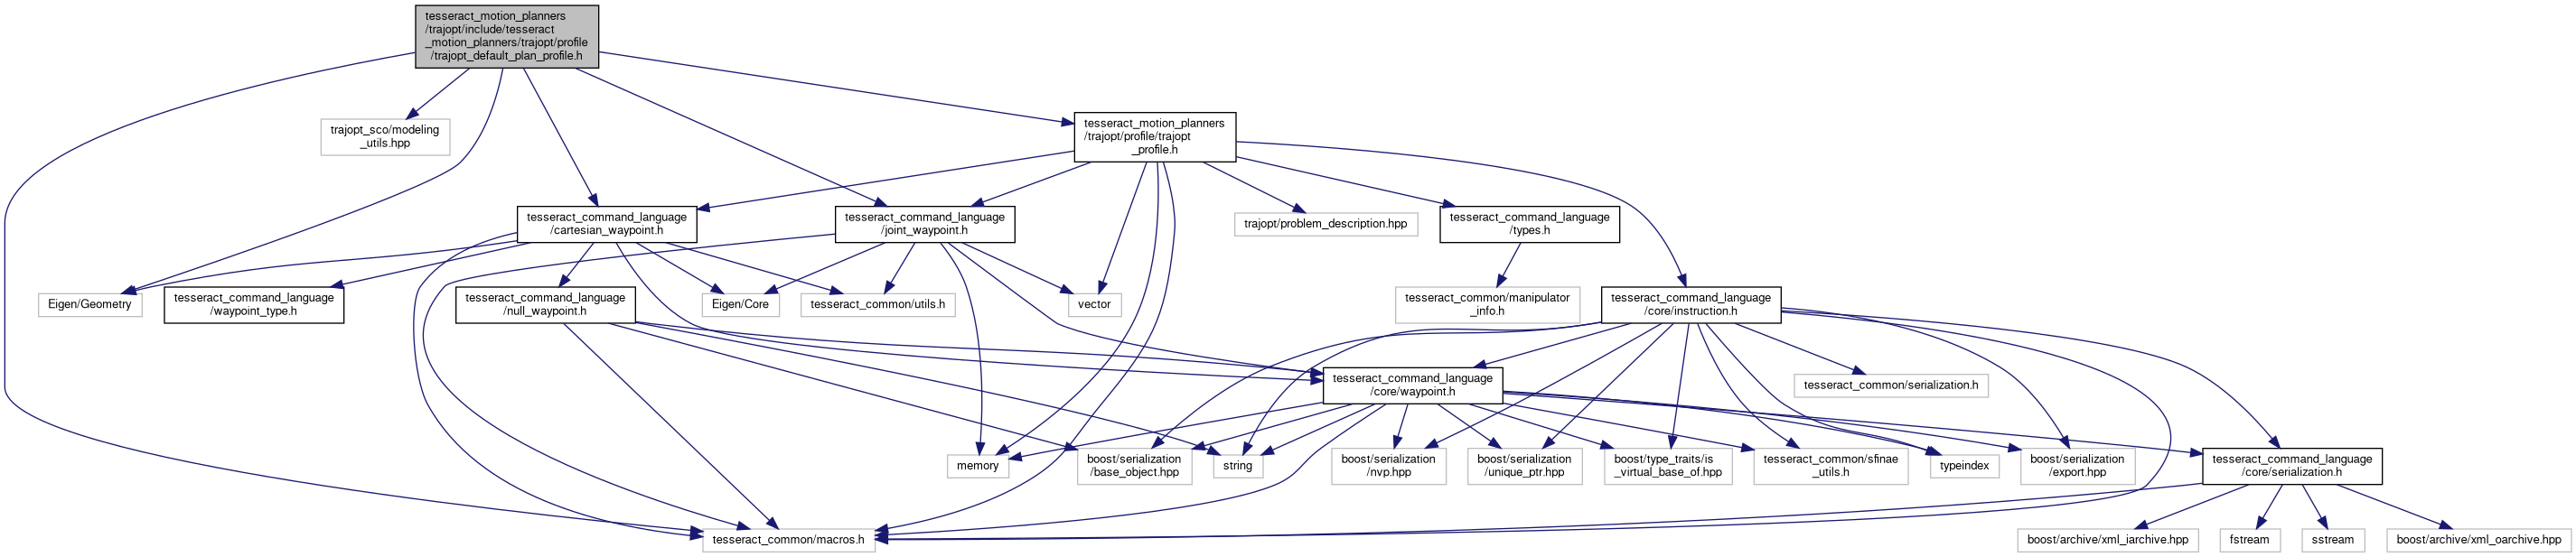 tesseract_motion_planners
/trajopt/include/tesseract
_motion_planners/trajopt/profile
/trajopt_default_plan_profile.h
trajopt_sco/modeling
_utils.hpp
tesseract_motion_planners
/trajopt/profile/trajopt
_profile.h
tesseract_command_language
/cartesian_waypoint.h
tesseract_command_language
/joint_waypoint.h
trajopt/problem_description.hpp
tesseract_command_language
/types.h
Eigen/Geometry
tesseract_command_language
/waypoint_type.h
tesseract_command_language
/null_waypoint.h
Eigen/Core
tesseract_common/utils.h
vector
tesseract_common/manipulator
_info.h
tesseract_command_language
/core/instruction.h
tesseract_command_language
/core/waypoint.h
tesseract_common/serialization.h
memory
boost/serialization
/base_object.hpp
string
boost/serialization
/nvp.hpp
boost/serialization
/unique_ptr.hpp
boost/type_traits/is
_virtual_base_of.hpp
tesseract_common/sfinae
_utils.h
typeindex
boost/serialization
/export.hpp
tesseract_command_language
/core/serialization.h
tesseract_common/macros.h
boost/archive/xml_iarchive.hpp
fstream
sstream
boost/archive/xml_oarchive.hpp